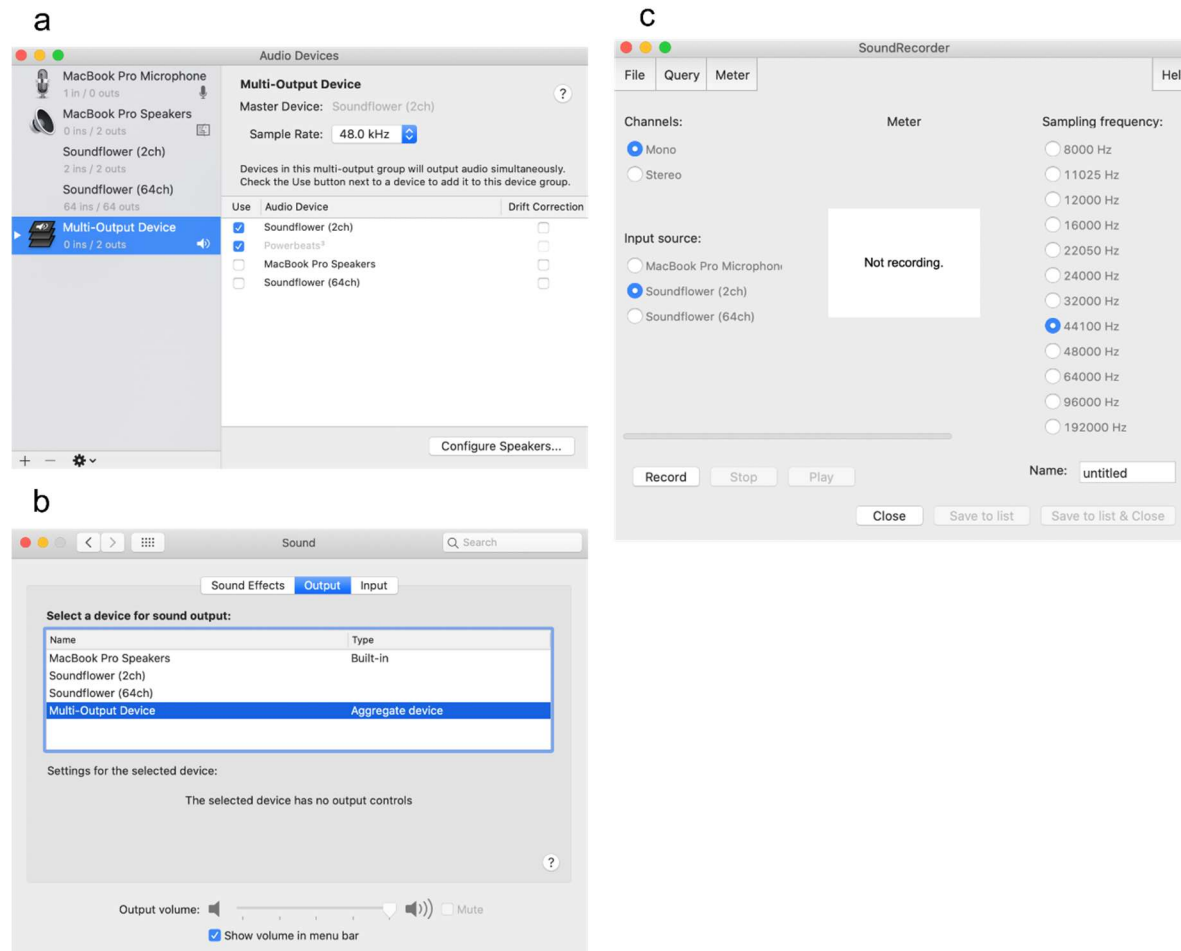 a
Audio Devices
MacBook Pro Microphone
1 in / 0 outs
MacBook Pro Speakers
0 ins / 2 outs
Soundflower (2ch)
2 ins / 2 outs
Soundflower (64ch)
64 ins / 64 outs
Multi-Output Device
0 ins / 2 outs
Multi-Output Device
?
Master Device: Soundflower (2ch)
Sample Rate: 48.0 kHz
Devices in this multi-output group will output audio simultaneously.
Check the Use button next to a device to add it to this device group.
Use Audio Device Drift Correction
Soundflower (2ch)
Powerbeats³
MacBook Pro Speakers
Soundflower (64ch)
Configure Speakers...
b
Sound
Search
Sound Effects Output Input
Select a device for sound output:
Name Type
MacBook Pro Speakers Built-in
Soundflower (2ch)
Soundflower (64ch)
Multi-Output Device Aggregate device
Settings for the selected device:
The selected device has no output controls
?
Output volume: Mute
Show volume in menu bar
c
SoundRecorder
File Query Meter Hel
Channels:
Mono
Stereo
Input source:
MacBook Pro Microphon
Soundflower (2ch)
Soundflower (64ch)
Meter
Not recording.
Sampling frequency:
8000 Hz
11025 Hz
12000 Hz
16000 Hz
22050 Hz
24000 Hz
32000 Hz
44100 Hz
48000 Hz
64000 Hz
96000 Hz
192000 Hz
Record Stop Play
Name: untitled
Close Save to list Save to list & Close